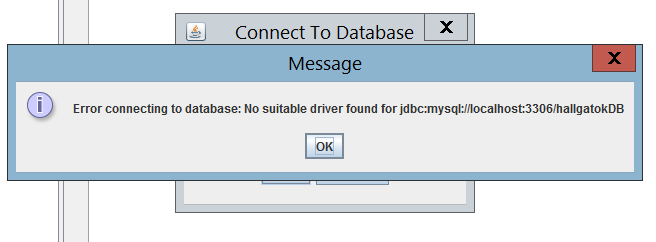 Connect To Database
X
Message
X
i
Error connecting to database: No suitable driver found for jdbc:mysql://localhost:3306/hallgatokDB
OK